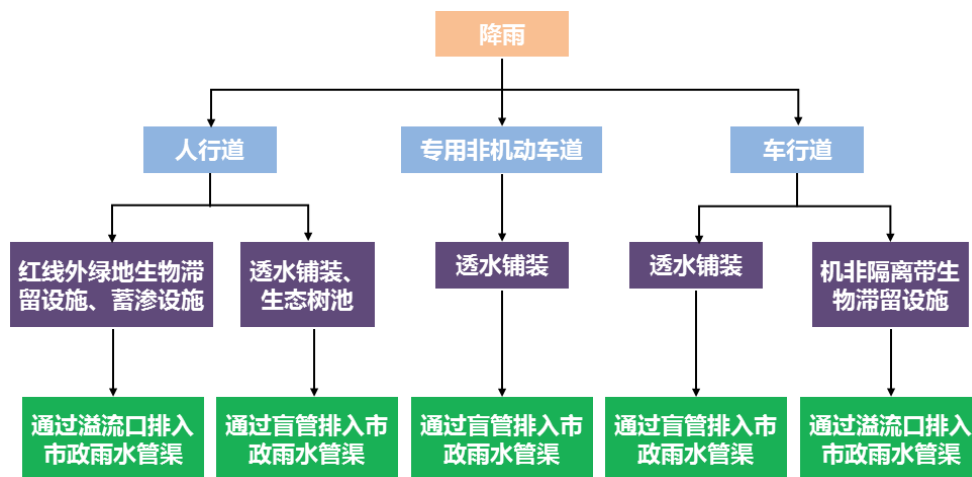 降雨
人行道
专用非机动车道
车行道
红线外绿地生物滞
留设施、蓄渗设施
透水铺装、
生态树池
透水铺装
透水铺装
机非隔离带生
物滞留设施
通过溢流口排入
市政雨水管渠
通过盲管排入市
政雨水管渠
通过盲管排入市
政雨水管渠
通过盲管排入市
政雨水管渠
通过溢流口排入
市政雨水管渠